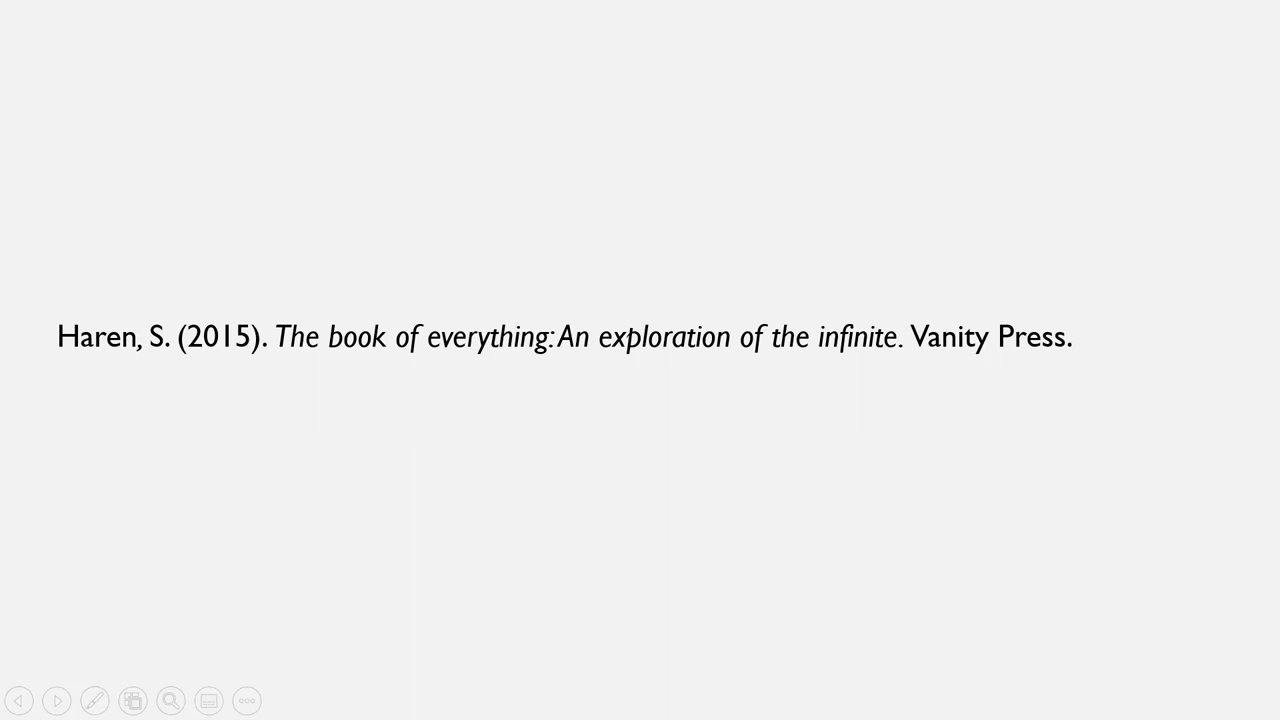 Haren, S. (2015). The book of everything: An exploration of the infinite. Vanity Press.